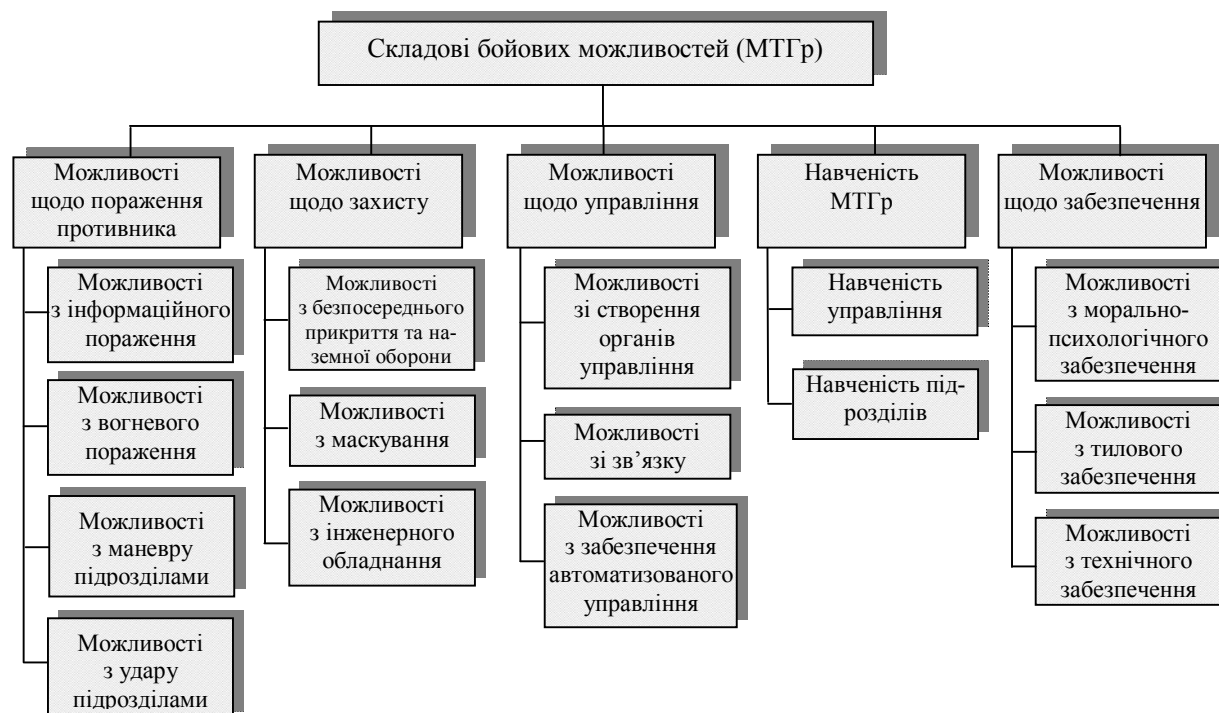 Складові бойових можливостей (МТГр)
Можливості
щодо пораження
противника
Можливості
з інформаційного
пораження
Можливості
з вогневого
пораження
Можливості
з маневру
підрозділами
Можливості
з удару
підрозділами
Можливості
щодо захисту
Можливості
з безпосереднього
прикриття та на-
земної оборони
Можливості
з маскування
Можливості
з інженерного
обладнання
Можливості
щодо управління
Можливості
зі створення
органів
управління
Можливості
зі зв’язку
Можливості
з забезпечення
автоматизованого
управління
Навченість
МТГр
Навченість
управління
Навченість під-
розділів
Можливості
щодо забезпечення
Можливості
з морально-
психологічного
забезпечення
Можливості
з тилового
забезпечення
Можливості
з технічного
забезпечення